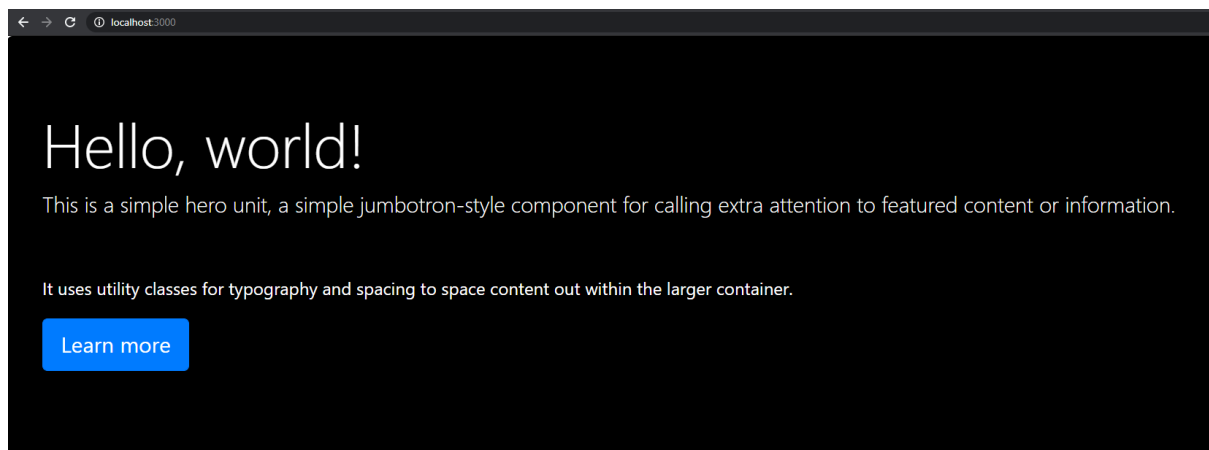 localhost:3000
Hello, world!
This is a simple hero unit, a simple jumbotron-style component for calling extra attention to featured content or information.
It uses utility classes for typography and spacing to space content out within the larger container.
Learn more